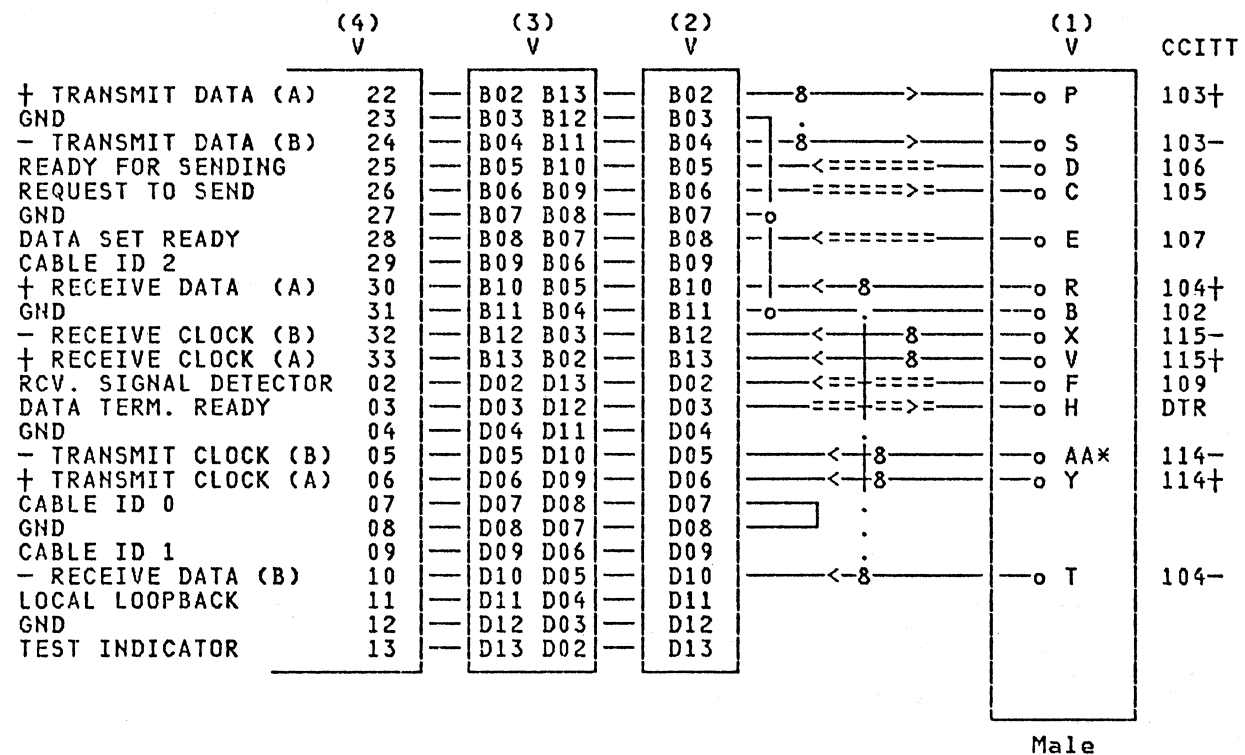 (4) (3) (2) (1)
V V V V CCITT
+ TRANSMIT DATA (A) 22 B02 B13 B02 8 > o P 103+
GND 23 B03 B12 B03
- TRANSMIT DATA (B) 24 B04 B11 B04 8 > o S 103-
READY FOR SENDING 25 B05 B10 B05 <======= o D 106
REQUEST TO SEND 26 B06 B09 B06 ======>= o C 105
GND 27 B07 B08 B07 o
DATA SET READY 28 B08 B07 B08 <======= o E 107
CABLE ID 2 29 B09 B06 B09
+ RECEIVE DATA (A) 30 B10 B05 B10 < 8 o R 104+
GND 31 B11 B04 B11 o o B 102
- RECEIVE CLOCK (B) 32 B12 B03 B12 < 8 o X 115-
+ RECEIVE CLOCK (A) 33 B13 B02 B13 < 8 o V 115+
RCV. SIGNAL DETECTOR 02 D02 D13 D02 <====== o F 109
DATA TERM. READY 03 D03 D12 D03 =====>= o H DTR
GND 04 D04 D11 D04
- TRANSMIT CLOCK (B) 05 D05 D10 D05 < 8 o AA* 114-
+ TRANSMIT CLOCK (A) 06 D06 D09 D06 < 8 o Y 114+
CABLE ID 0 07 D07 D08 D07
GND 08 D08 D07 D08
CABLE ID 1 09 D09 D06 D09
- RECEIVE DATA (B) 10 D10 D05 D10 < 8 o T 104-
LOCAL LOOPBACK 11 D11 D04 D11
GND 12 D12 D03 D12
TEST INDICATOR 13 D13 D02 D13
Male